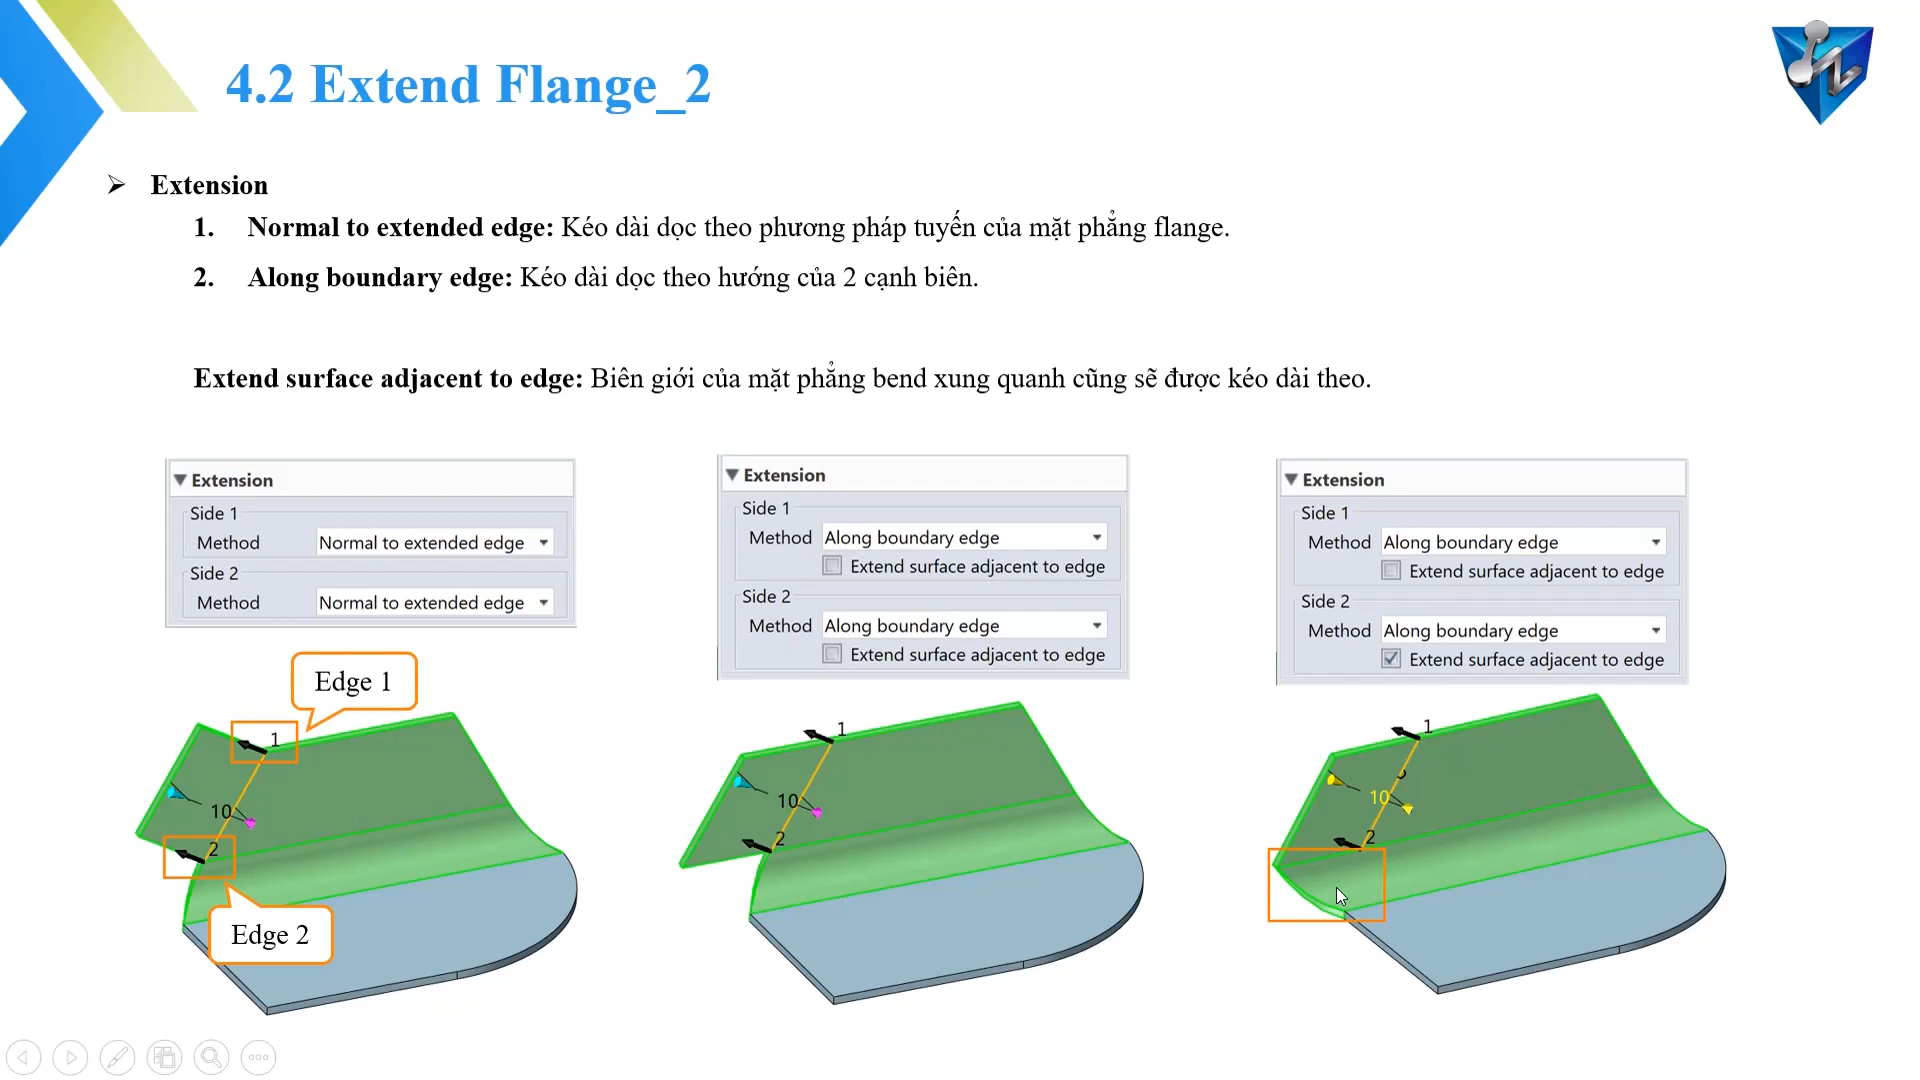 4.2 Extend Flange_2
➢ Extension
1. Normal to extended edge: Kéo dài dọc theo phương pháp tuyến của mặt phẳng flange.
2. Along boundary edge: Kéo dài dọc theo hướng của 2 cạnh biên.
Extend surface adjacent to edge: Biên giới của mặt phẳng bend xung quanh cũng sẽ được kéo dài theo.
Extension
Side 1
Method Normal to extended edge
Side 2
Method Normal to extended edge
Edge 1
1
10
2
Edge 2
Extension
Side 1
Method Along boundary edge
Extend surface adjacent to edge
Side 2
Method Along boundary edge
Extend surface adjacent to edge
1
10
2
Extension
Side 1
Method Along boundary edge
Extend surface adjacent to edge
Side 2
Method Along boundary edge
Extend surface adjacent to edge
1
10
2